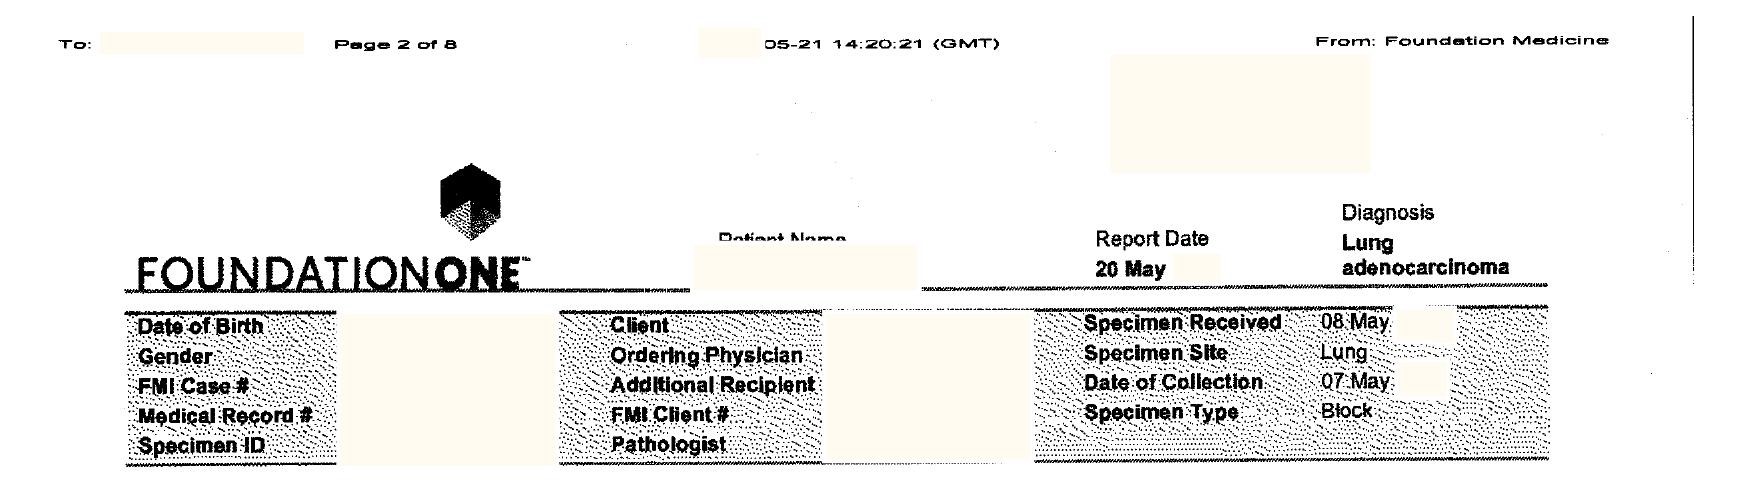 To: Page 2 of 8 05-21 14:20:21 (GMT) From: Foundation Medicine
Diagnosis
Patient Name Report Date Lung
FOUNDATIONONE™ 20 May adenocarcinoma
Date of Birth Client Specimen Received 08 May
Gender Ordering Physician Specimen Site Lung
FMI Case # Additional Recipient Date of Collection 07 May
Medical Record # FMI Client # Specimen Type Block
Specimen ID Pathologist